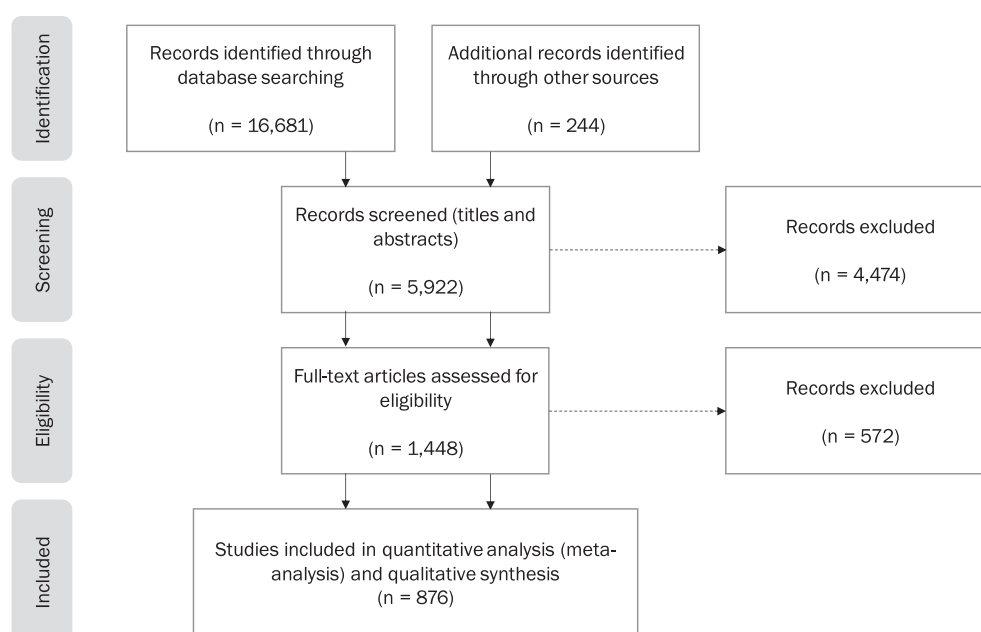 Identification
Records identified through
database searching
(n = 16,681)
Additional records identified
through other sources
(n = 244)
Screening
Records screened (titles and
abstracts)
(n = 5,922)
Records excluded
(n = 4,474)
Eligibility
Full-text articles assessed for
eligibility
(n = 1,448)
Records excluded
(n = 572)
Included
Studies included in quantitative analysis (meta-
analysis) and qualitative synthesis
(n = 876)